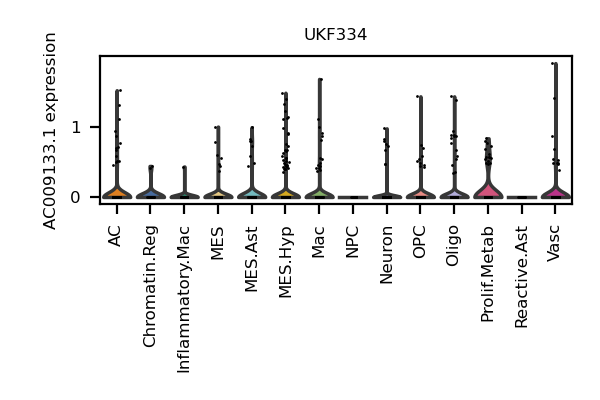 UKF334
AC009133.1 expression
1
0
AC
Chromatin.Reg
Inflammatory.Mac
MES
MES.Ast
MES.Hyp
Mac
NPC
Neuron
OPC
Oligo
Prolif.Metab
Reactive.Ast
Vasc